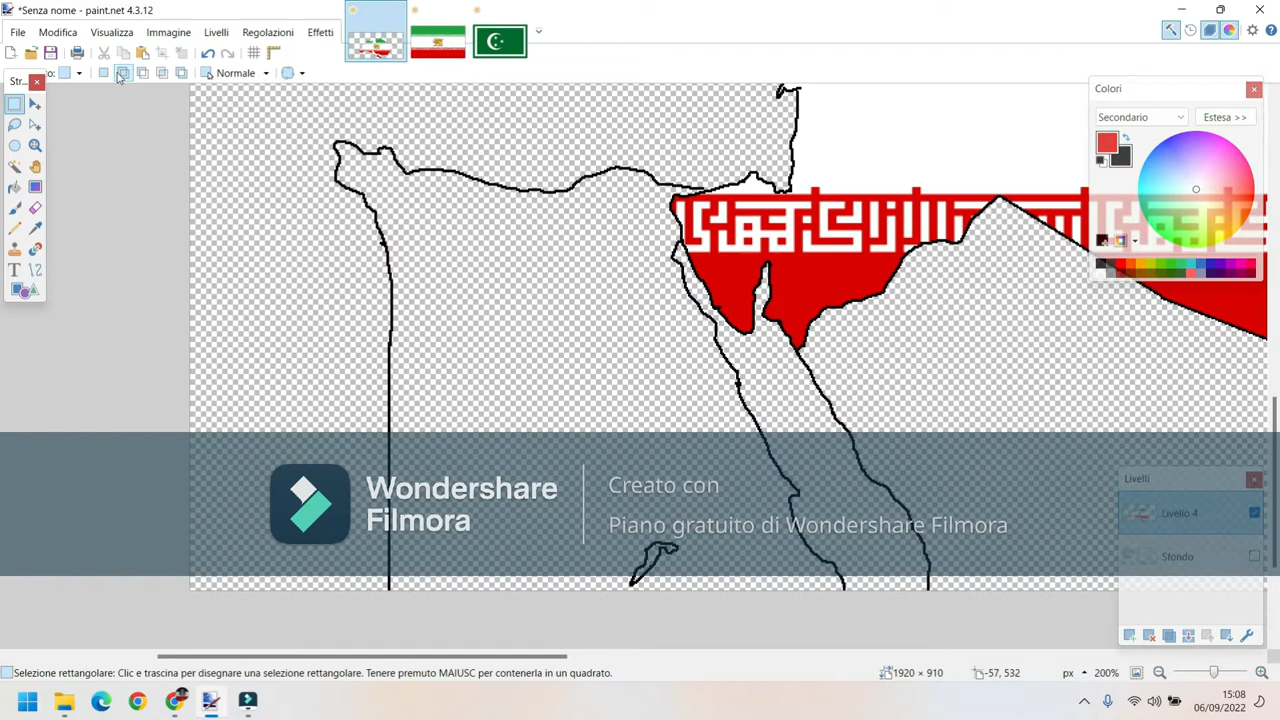 *Senza nome - paint.net 4.3.12
File Modifica Visualizza Immagine Livelli Regolazioni Effetti
Normale
Str...
Colori
Secondario
Estesa >>
Wondershare
Filmora
Creato con
Piano gratuito di Wondershare Filmora
Livelli
Livello 4
Sfondo
Selezione rettangolare: Clic e trascina per disegnare una selezione rettangolare. Tenere premuto MAIUSC per contenerla in un quadrato.
1920 × 910
-57, 532
px
200%
15:08
06/09/2022